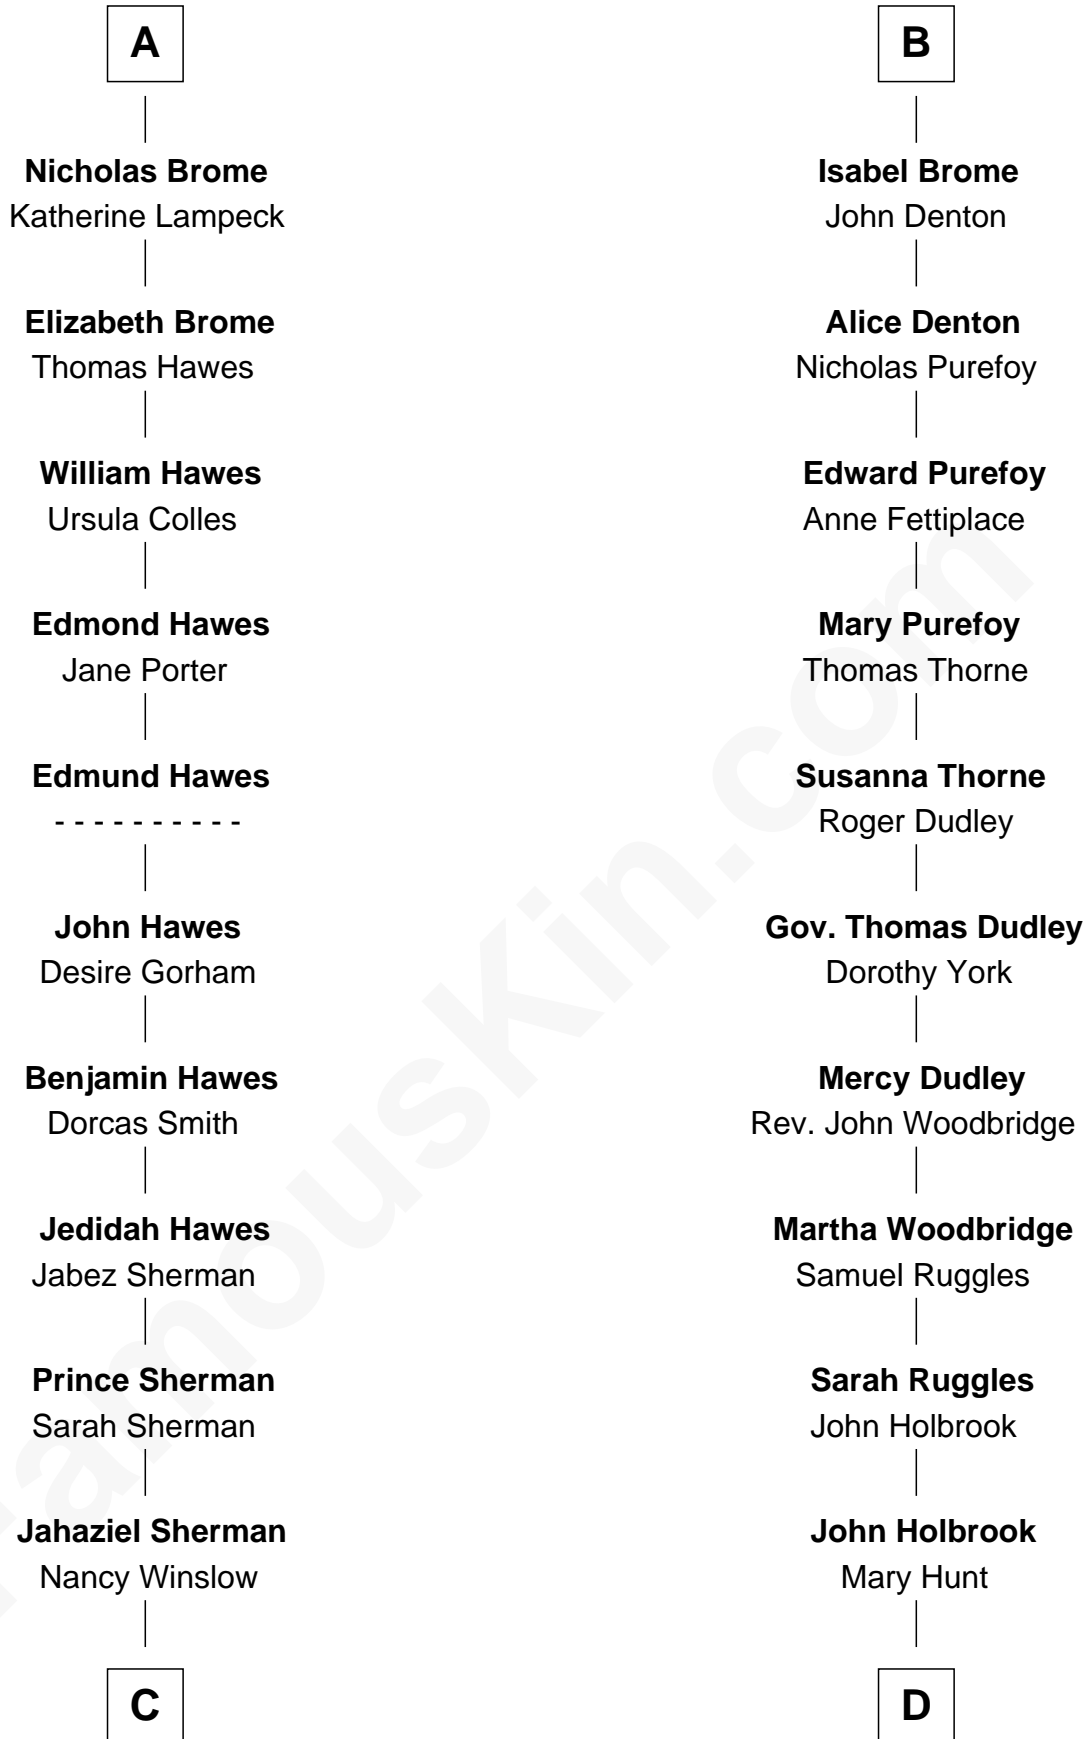 A
Nicholas Brome
Katherine Lampeck
Elizabeth Brome
Thomas Hawes
William Hawes
Ursula Colles
Edmond Hawes
Jane Porter
Edmund Hawes
- - - - - - - - - -
John Hawes
Desire Gorham
Benjamin Hawes
Dorcas Smith
Jedidah Hawes
Jabez Sherman
Prince Sherman
Sarah Sherman
Jahaziel Sherman
Nancy Winslow
C
B
Isabel Brome
John Denton
Alice Denton
Nicholas Purefoy
Edward Purefoy
Anne Fettiplace
Mary Purefoy
Thomas Thorne
Susanna Thorne
Roger Dudley
Gov. Thomas Dudley
Dorothy York
Mercy Dudley
Rev. John Woodbridge
Martha Woodbridge
Samuel Ruggles
Sarah Ruggles
John Holbrook
John Holbrook
Mary Hunt
D
FamousKin.com